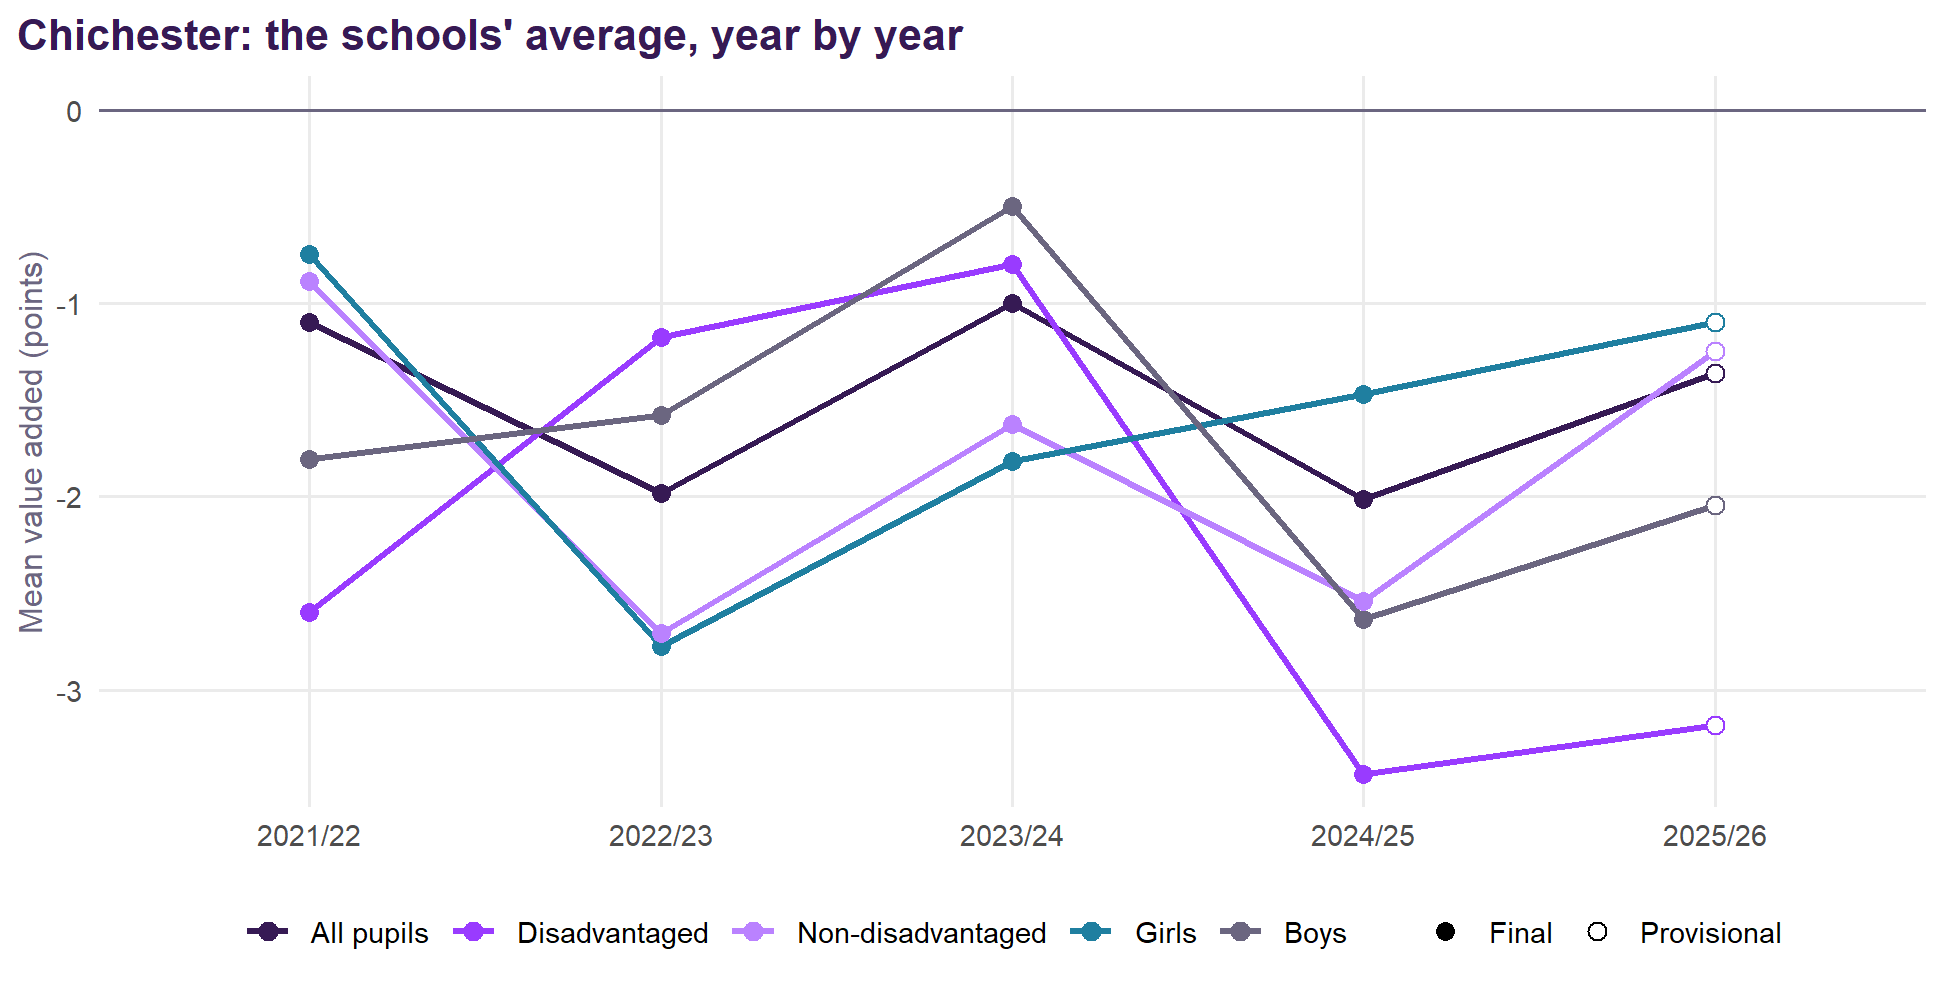 Chichester: the schools' average, year by year
Mean value added (points)
0
-1
-2
-3
2021/22 2022/23 2023/24 2024/25 2025/26
All pupils Disadvantaged Non-disadvantaged Girls Boys Final Provisional